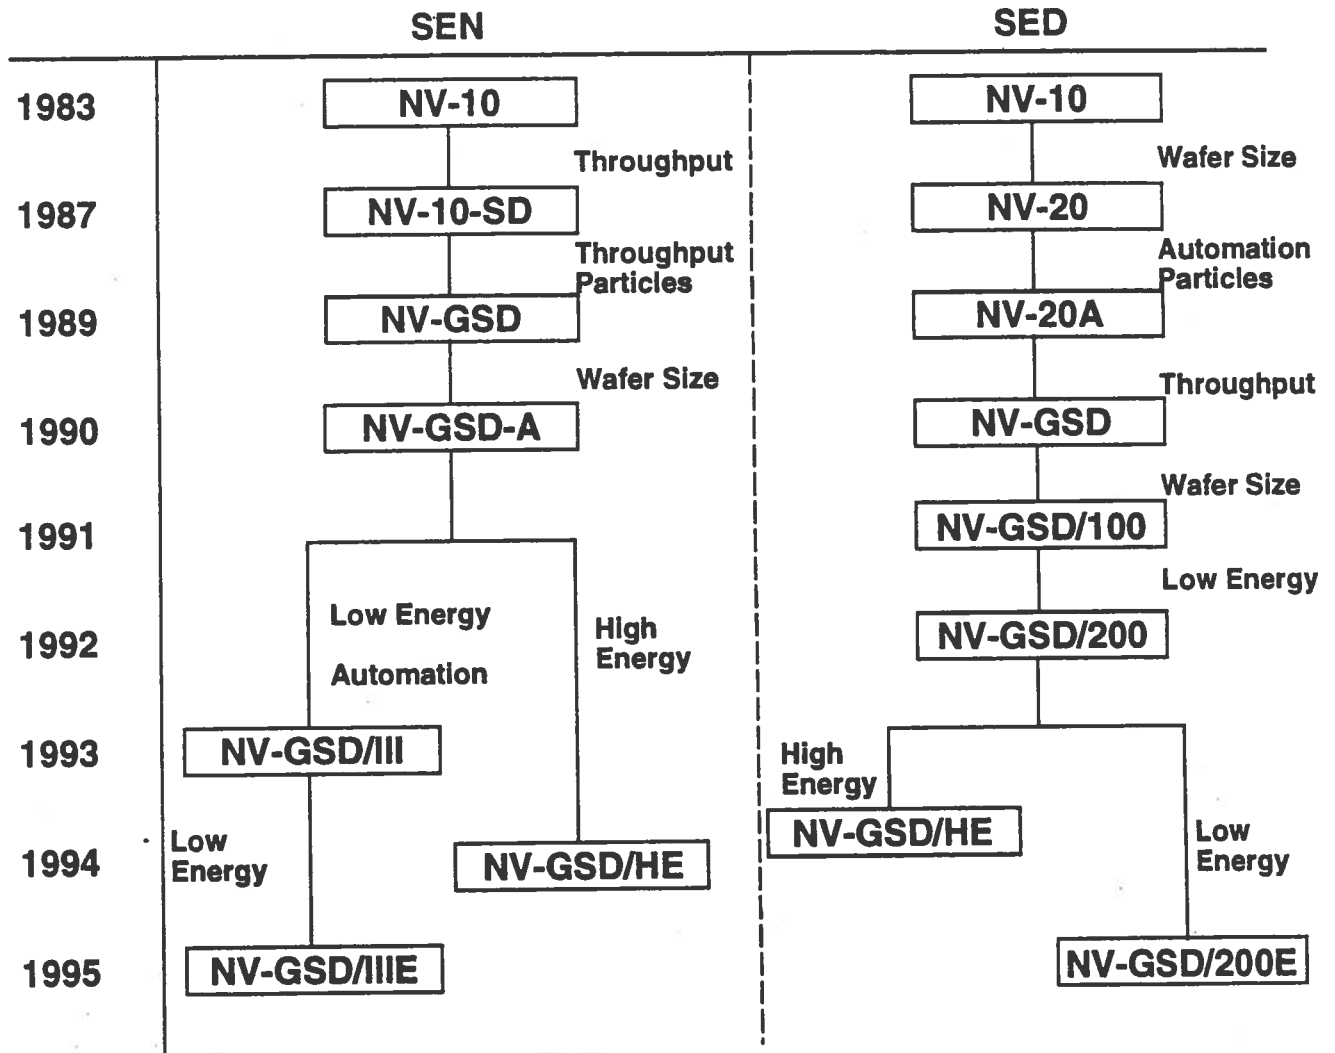 SEN
SED
1983
NV-10
NV-10
Throughput
Wafer Size
1987
NV-10-SD
NV-20
Throughput
Particles
Automation
Particles
1989
NV-GSD
NV-20A
Wafer Size
Throughput
1990
NV-GSD-A
NV-GSD
Wafer Size
1991
NV-GSD/100
Low Energy
Low Energy
Automation
High
Energy
1992
NV-GSD/200
1993
NV-GSD/III
High
Energy
Low
Energy
1994
NV-GSD/HE
NV-GSD/HE
Low
Energy
1995
NV-GSD/IIIE
NV-GSD/200E